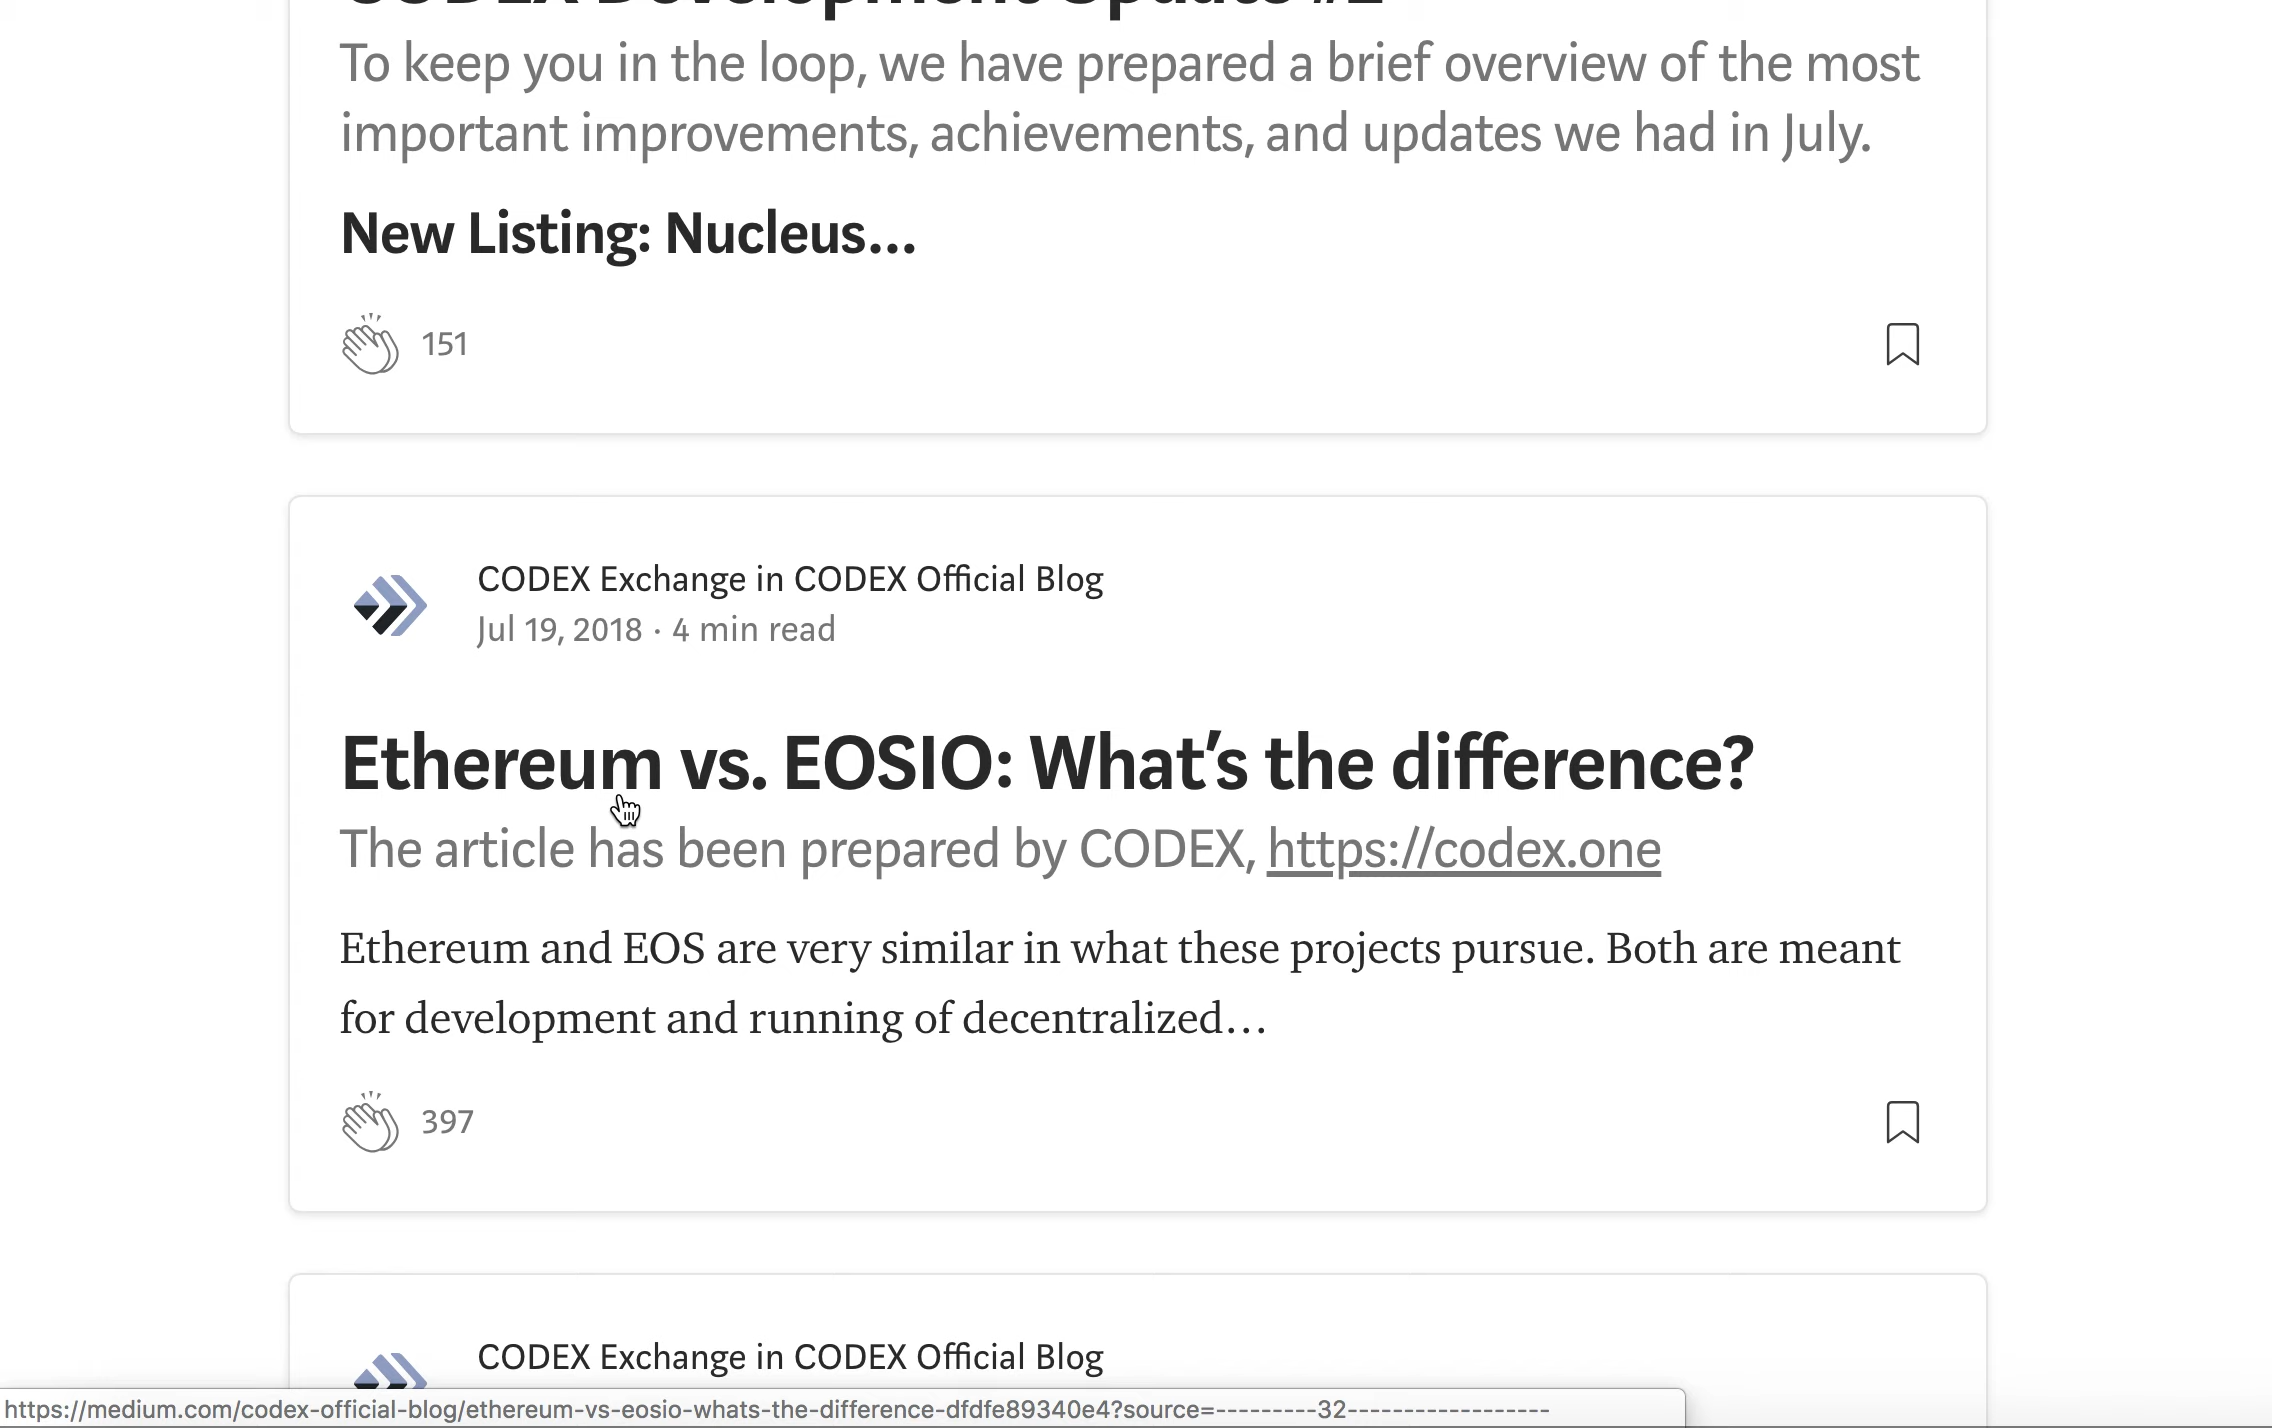 CODEX Development Update #2
To keep you in the loop, we have prepared a brief overview of the most
important improvements, achievements, and updates we had in July.
New Listing: Nucleus...
151
CODEX Exchange in CODEX Official Blog
Jul 19, 2018 · 4 min read
Ethereum vs. EOSIO: What’s the difference?
The article has been prepared by CODEX, https://codex.one
Ethereum and EOS are very similar in what these projects pursue. Both are meant
for development and running of decentralized…
397
CODEX Exchange in CODEX Official Blog
https://medium.com/codex-official-blog/ethereum-vs-eosio-whats-the-difference-dfdfe89340e4?source=---------32------------------